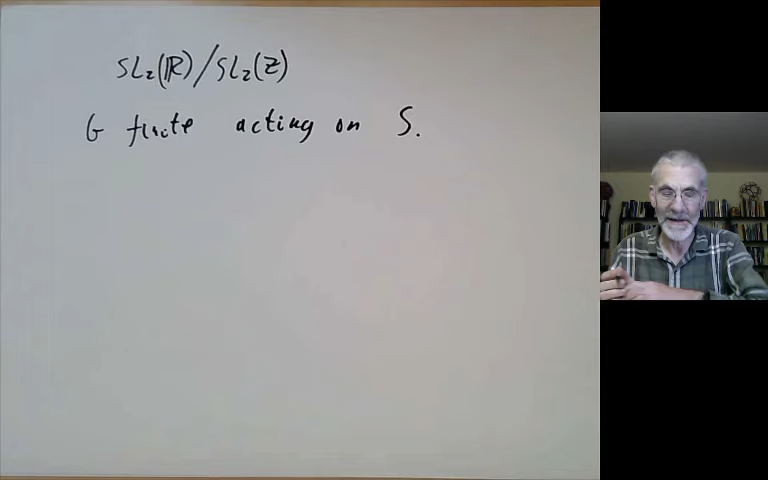 SL₂(ℝ)/SL₂(ℤ)
G finite acting on S.